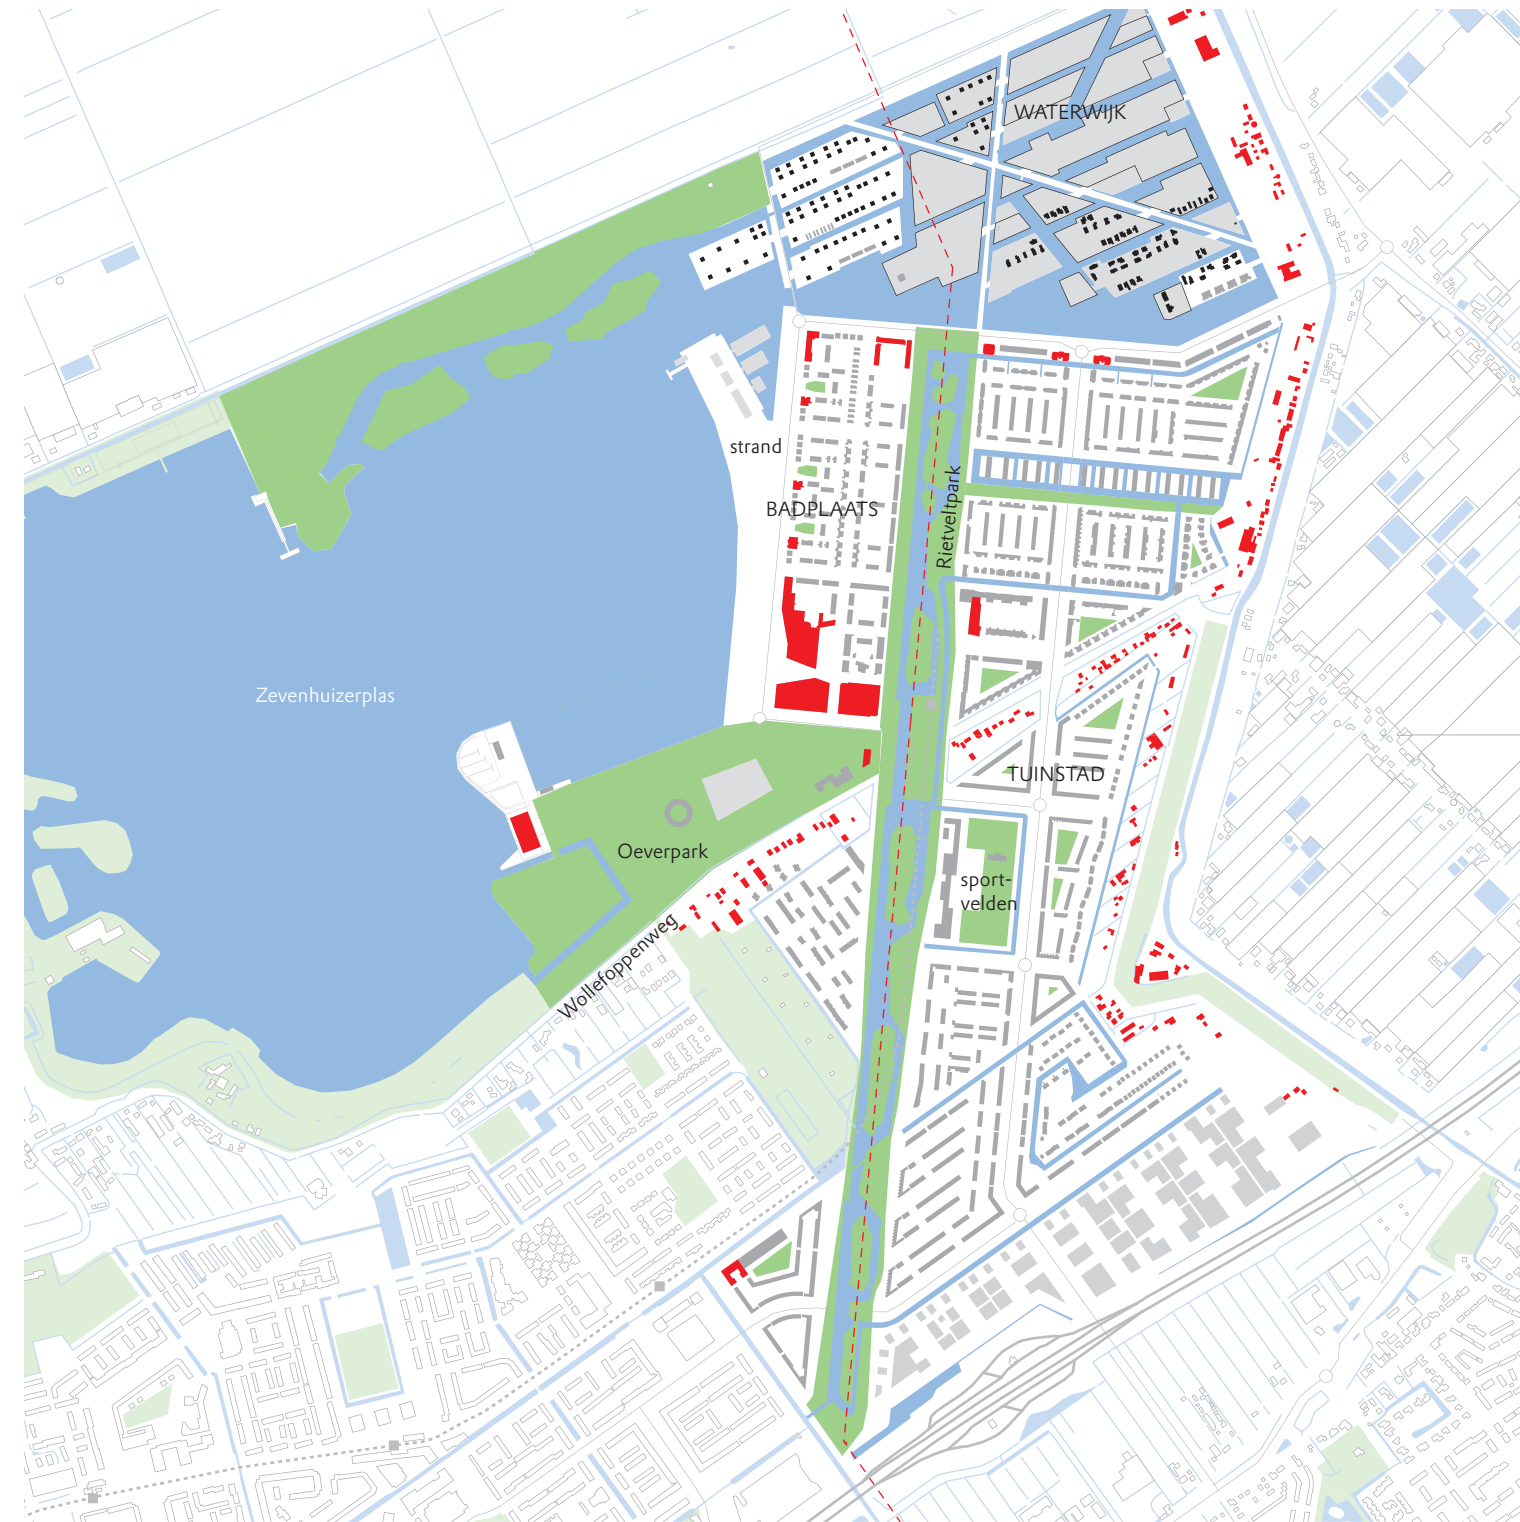 WATERWIJK
strand
BADPLAATS
Rietveltpark
Zevenhuizerplas
TUINSTAD
Oeverpark
sport-
velden
Wollefoppenweg